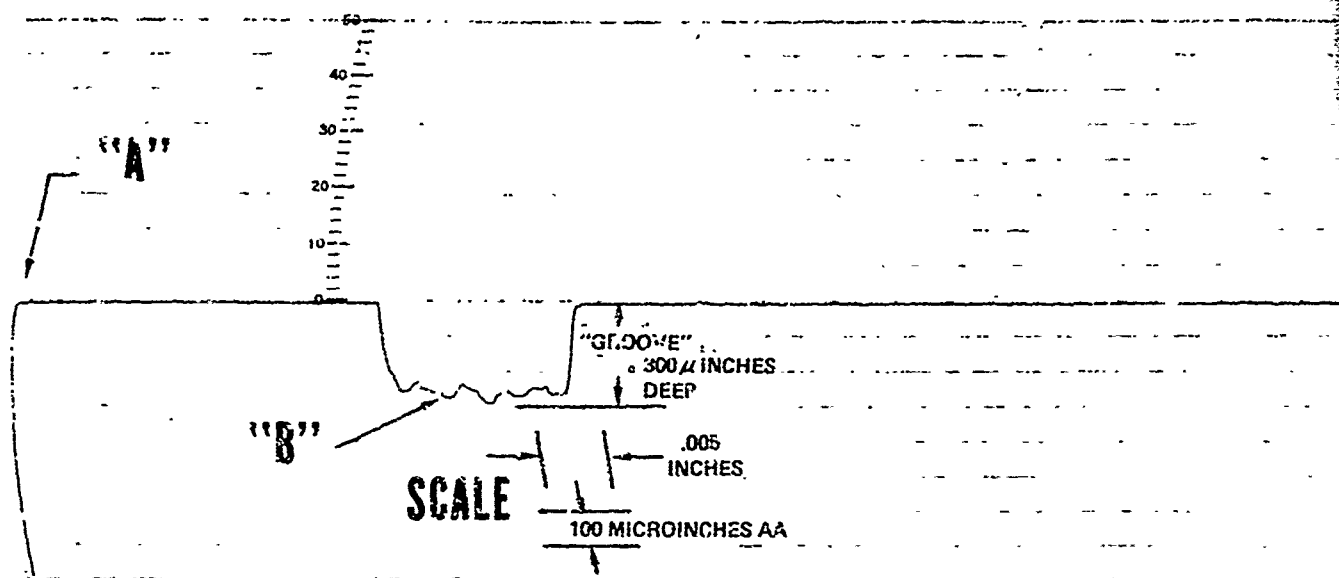 50
40
"A"
30
20
10
0
"GROOVE"
300 μ INCHES
DEEP
"B"
.005
INCHES
SCALE
100 MICROINCHES AA